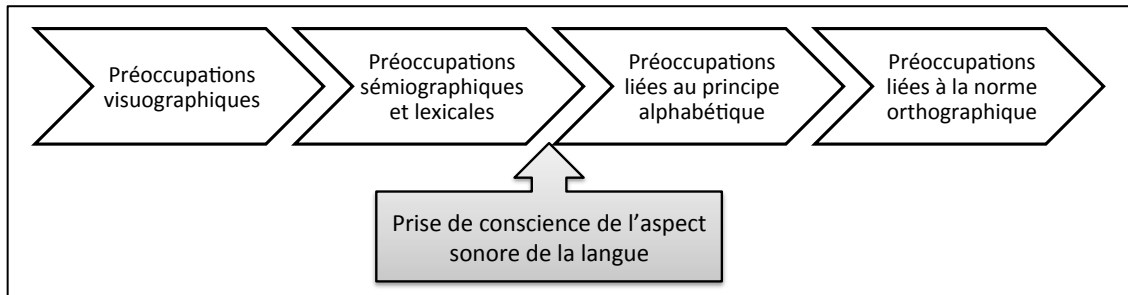 Préoccupations
visuographiques
Préoccupations
sémiographiques
et lexicales
Préoccupations
liées au principe
alphabétique
Préoccupations
liées à la norme
orthographique
Prise de conscience de l’aspect
sonore de la langue